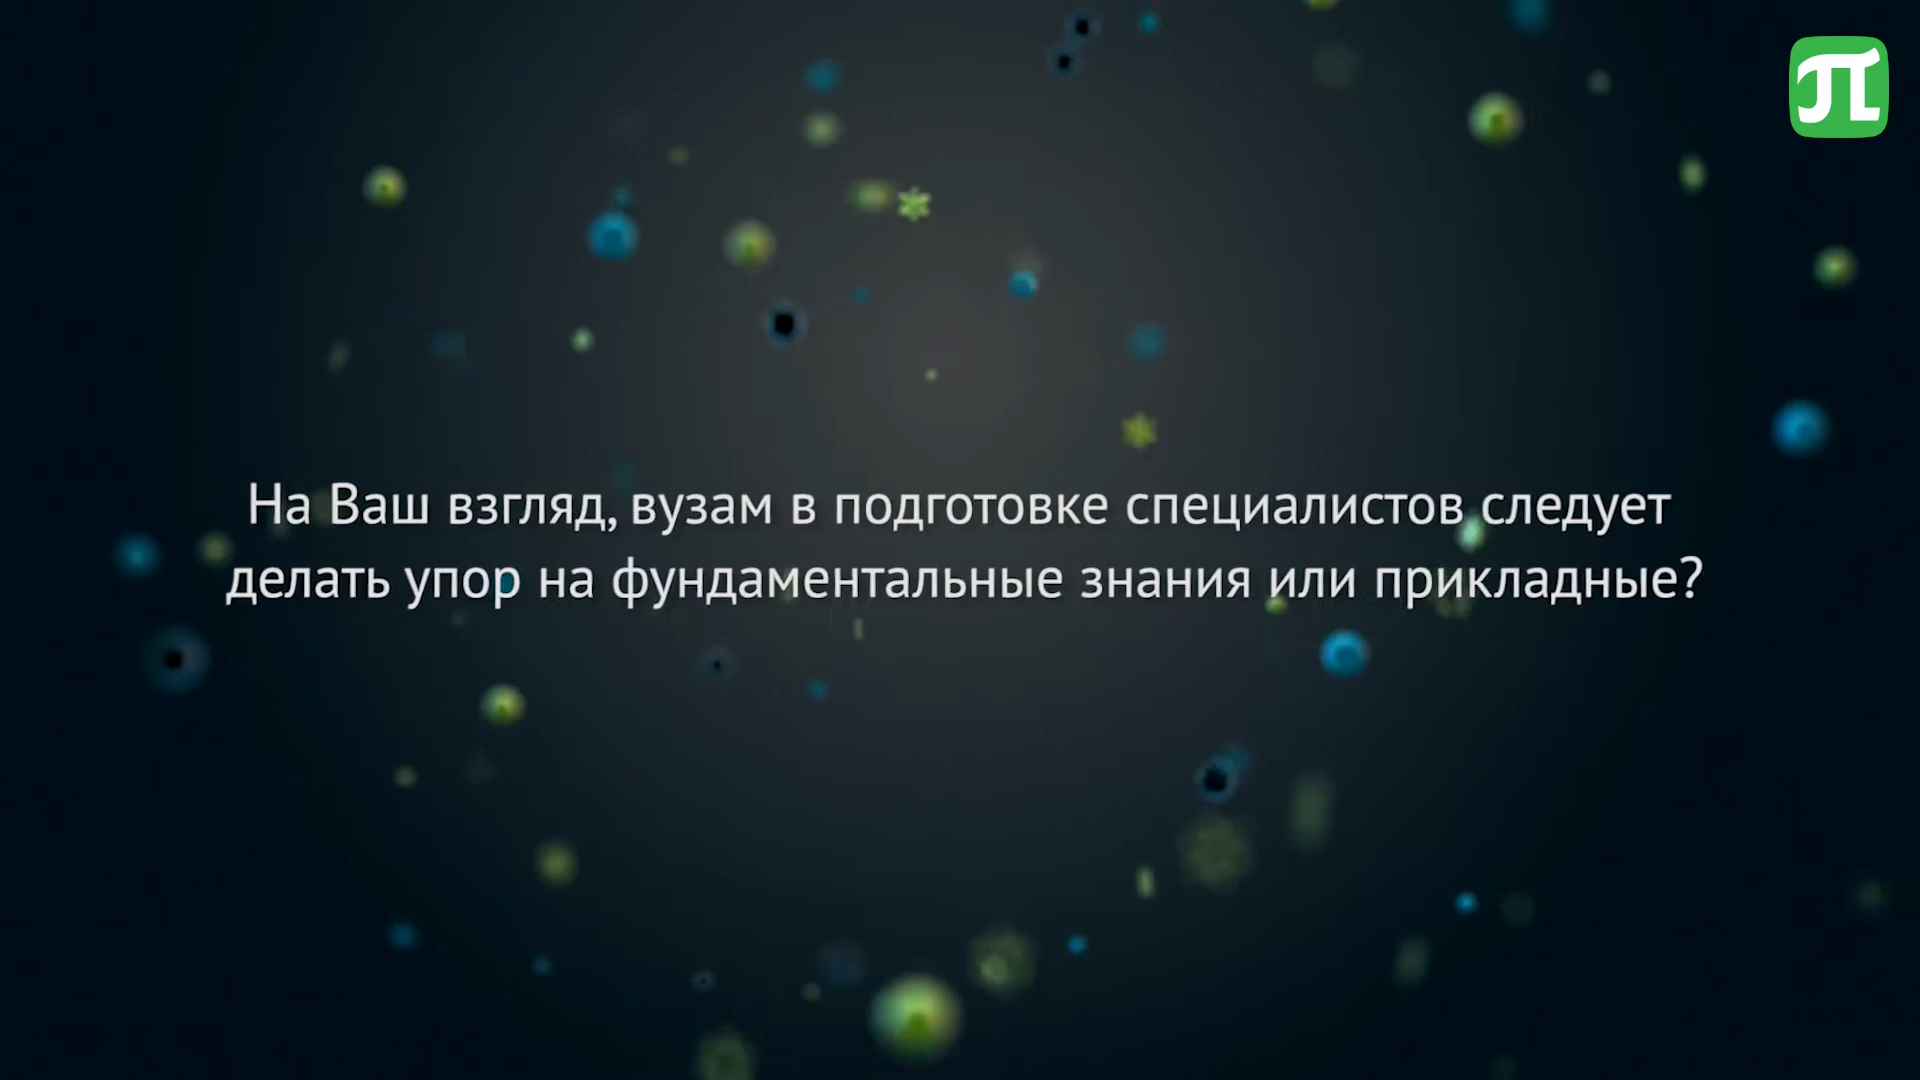 На Ваш взгляд, вузам в подготовке специалистов следует
делать упор на фундаментальные знания или прикладные?
π